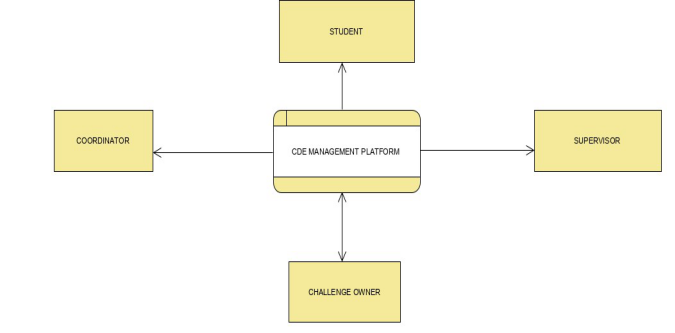 STUDENT
COORDINATOR
CDE MANAGEMENT PLATFORM
SUPERVISOR
CHALLENGE OWNER